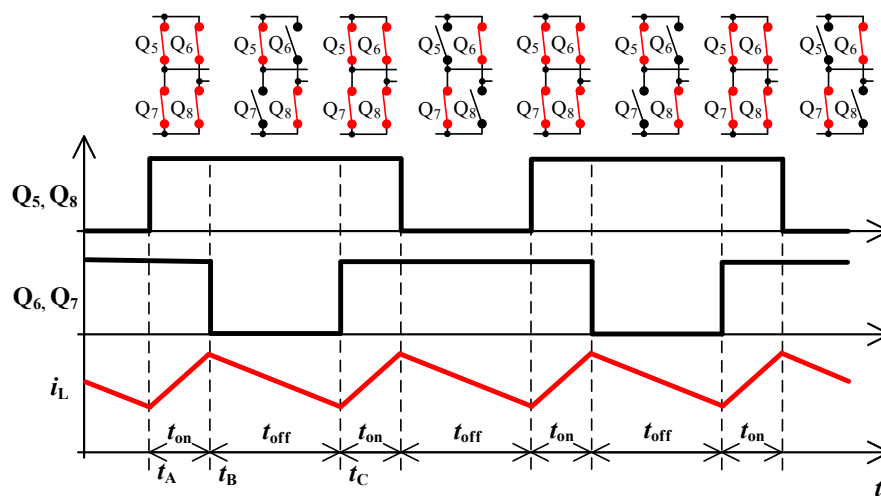 Q5 Q6 Q5 Q6 Q5 Q6 Q5 Q6 Q5 Q6 Q5 Q6 Q5 Q6 Q5 Q6
Q7 Q8 Q7 Q8 Q7 Q8 Q7 Q8 Q7 Q8 Q7 Q8 Q7 Q8 Q7 Q8
Q5, Q8
t
Q6, Q7
t
iL
ton toff ton toff ton toff ton
tA tB tC
t